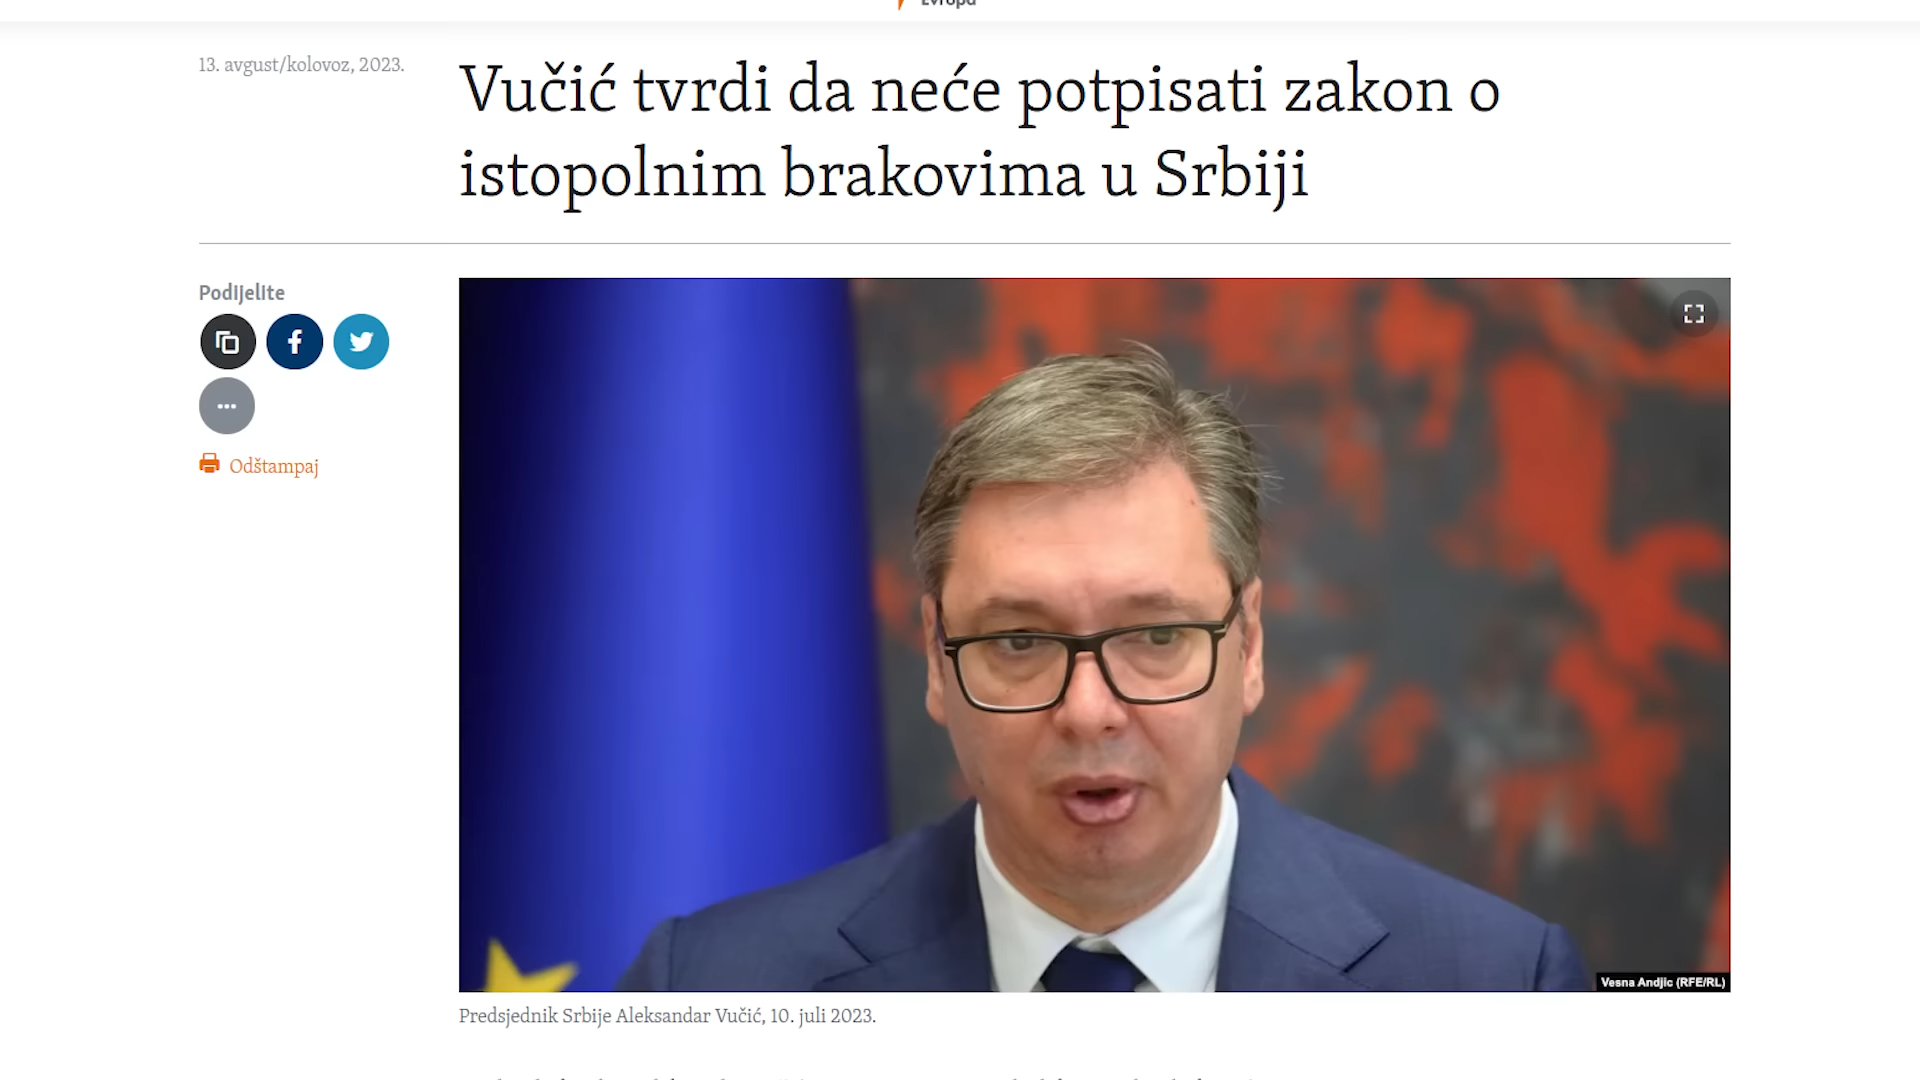 Evropa
13. avgust/kolovoz, 2023.
Vučić tvrdi da neće potpisati zakon o
istopolnim brakovima u Srbiji
Podijelite
Odštampaj
Vesna Andjic (RFE/RL)
Predsjednik Srbije Aleksandar Vučić, 10. juli 2023.